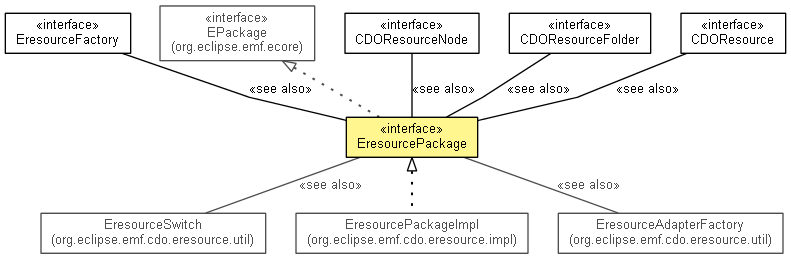 «interface»
EresourceFactory
«interface»
EPackage
(org.eclipse.emf.ecore)
«interface»
CDOResourceNode
«interface»
CDOResourceFolder
«interface»
CDOResource
«see also»
«see also»
«see also»
«see also»
«interface»
EresourcePackage
«see also»
«see also»
EresourceSwitch
(org.eclipse.emf.cdo.eresource.util)
EresourcePackageImpl
(org.eclipse.emf.cdo.eresource.impl)
EresourceAdapterFactory
(org.eclipse.emf.cdo.eresource.util)